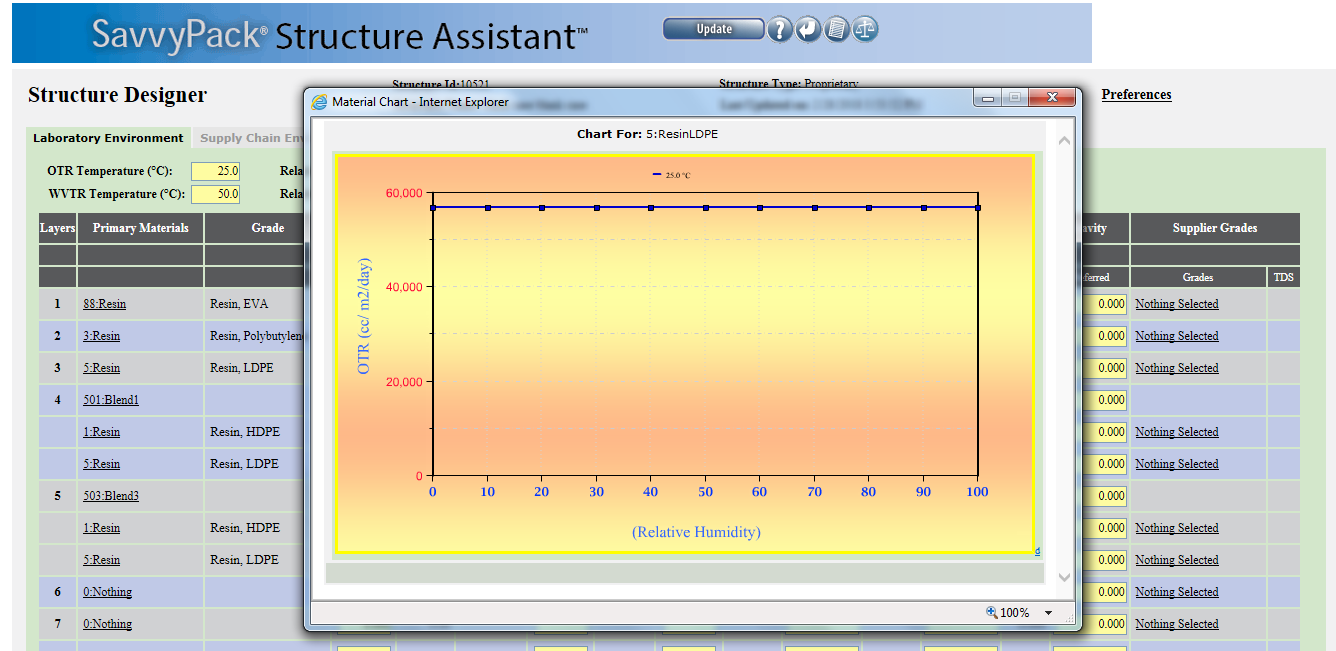 SavvyPack® Structure Assistant™
Update
?
Structure Designer
Structure Id:10521
Structure Type: Proprietary
Preferences
Material Chart - Internet Explorer
Laboratory Environment
Supply Chain En
OTR Temperature (°C): 25.0 Rela
WVTR Temperature (°C): 50.0 Rela
Chart For: 5:ResinLDPE
25.0 °C
60,000
40,000
20,000
0
OTR (cc/ m2/day)
0 10 20 30 40 50 60 70 80 90 100
(Relative Humidity)
100%
Layers Primary Materials Grade avity Supplier Grades
ferred Grades TDS
1 88:Resin Resin, EVA 0.000 Nothing Selected
2 3:Resin Resin, Polybutylen 0.000 Nothing Selected
3 5:Resin Resin, LDPE 0.000 Nothing Selected
4 501:Blend1 0.000
1:Resin Resin, HDPE 0.000 Nothing Selected
5:Resin Resin, LDPE 0.000 Nothing Selected
5 503:Blend3 0.000
1:Resin Resin, HDPE 0.000 Nothing Selected
5:Resin Resin, LDPE 0.000 Nothing Selected
6 0:Nothing 0.000 Nothing Selected
7 0:Nothing 0.000 Nothing Selected